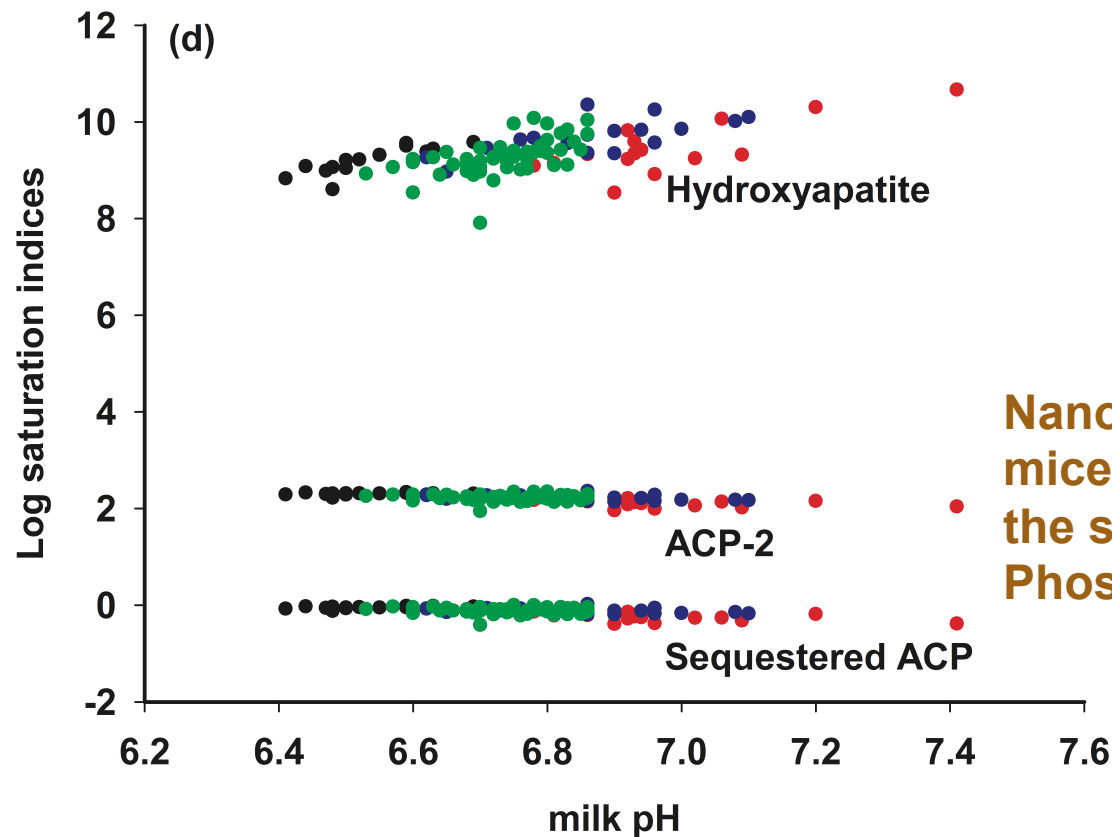 (d)
12
10
8
6
4
2
0
-2
Log saturation indices
Hydroxyapatite
ACP-2
Sequestered ACP
6.2 6.4 6.6 6.8 7.0 7.2 7.4 7.6
milk pH
the s